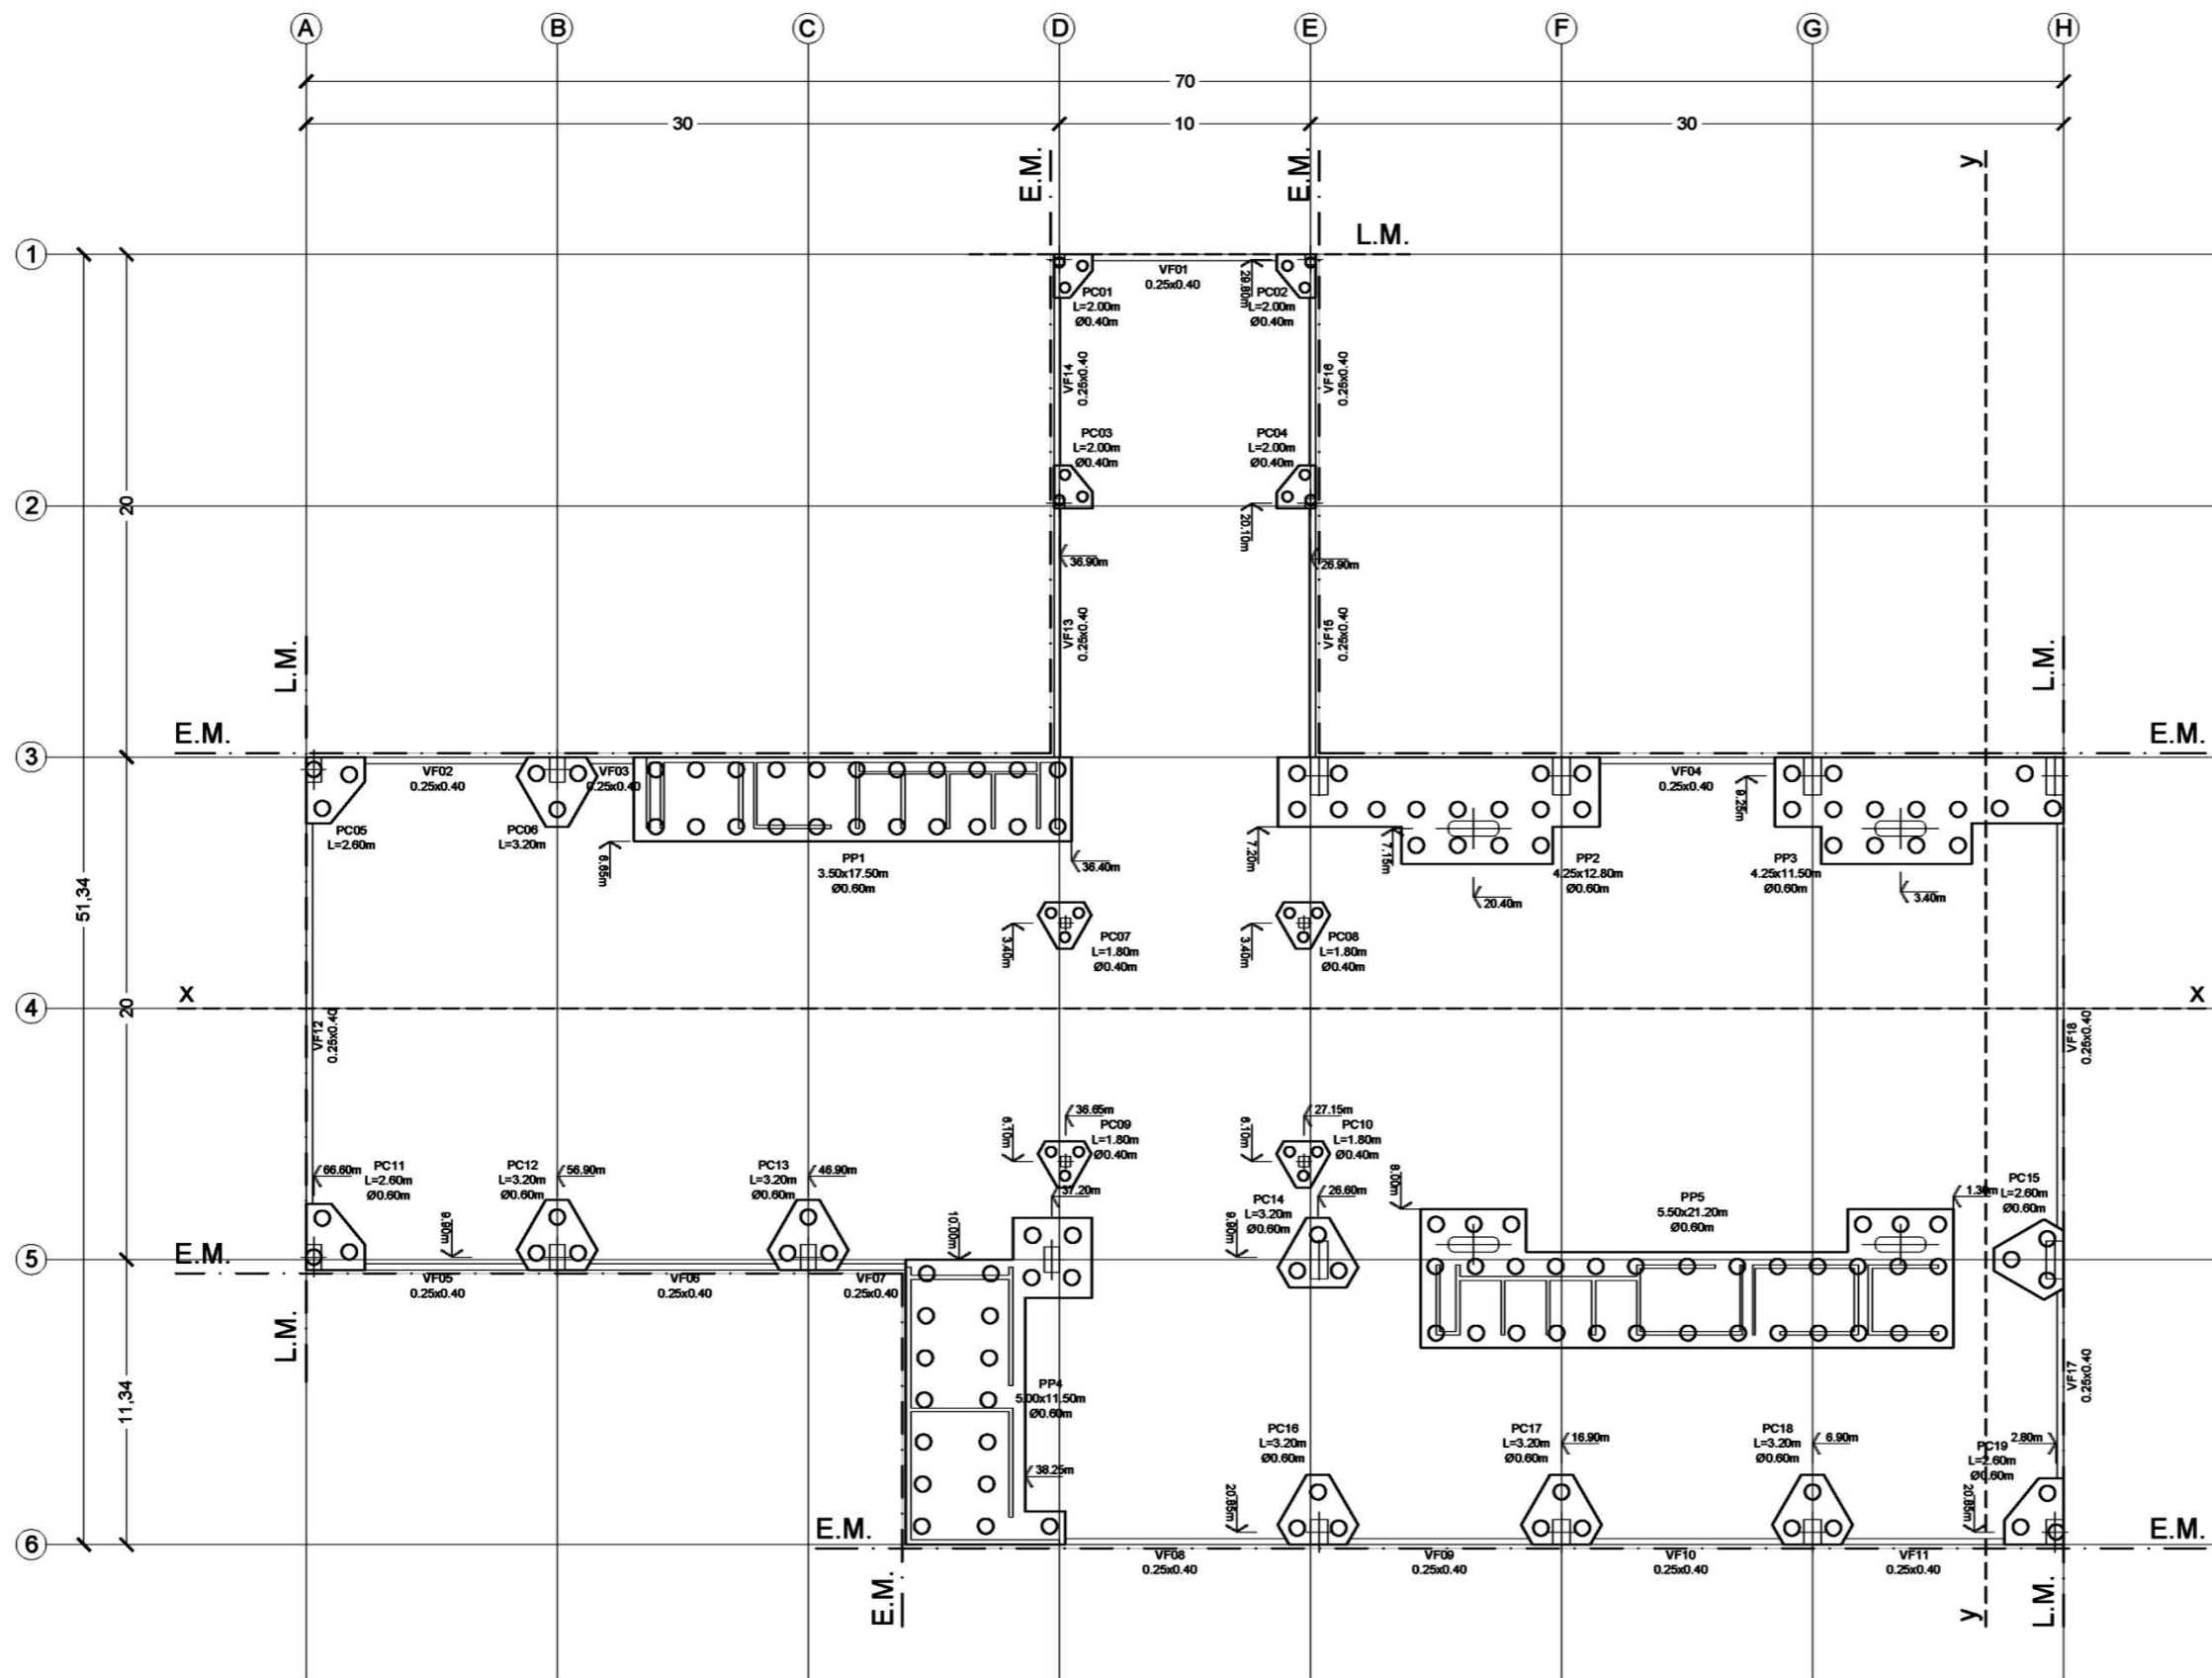 A B C D E F G H
70
30 10 30
E.M. E.M. y
L.M.
1
VF01
0.25x0.40
29.80m
PC01
L=2.00m
Ø0.40m
PC02
L=2.00m
Ø0.40m
VF14
0.25x0.40
VF16
0.25x0.40
PC03
L=2.00m
Ø0.40m
PC04
L=2.00m
Ø0.40m
2
20
20.10m
36.90m
26.90m
VF13
0.25x0.40
VF15
0.25x0.40
L.M. L.M.
E.M. E.M.
3
VF02
0.25x0.40
VF03
0.25x0.40
VF04
0.25x0.40
9.25m
PC05
L=2.60m
PC06
L=3.20m
6.65m
PP1
3.50x17.50m
Ø0.60m
36.40m
7.20m
7.15m
PP2
4.25x12.80m
Ø0.60m
PP3
4.25x11.50m
Ø0.60m
20.40m
3.40m
51,34
3.40m
PC07
L=1.80m
Ø0.40m
3.40m
PC08
L=1.80m
Ø0.40m
x x
4
20
VF12
0.25x0.40
VF18
0.25x0.40
36.65m
27.15m
6.10m
PC09
L=1.80m
Ø0.40m
6.10m
PC10
L=1.80m
Ø0.40m
66.60m
PC11
L=2.60m
Ø0.60m
56.90m
PC12
L=3.20m
Ø0.60m
46.90m
PC13
L=3.20m
Ø0.60m
37.20m
26.60m
PC14
L=3.20m
Ø0.60m
8.00m
PP5
5.50x21.20m
Ø0.60m
PC15
L=2.60m
Ø0.60m
9.90m
10.00m
9.90m
E.M.
5
VF05
0.25x0.40
VF06
0.25x0.40
VF07
0.25x0.40
L.M.
11,34
PP4
5.00x11.50m
Ø0.60m
VF17
0.25x0.40
38.25m
PC16
L=3.20m
Ø0.60m
PC17
L=3.20m
Ø0.60m
16.90m
PC18
L=3.20m
Ø0.60m
6.90m
2.80m
PC19
L=2.60m
Ø0.60m
20.85m
20.85m
E.M. E.M.
6
VF08
0.25x0.40
VF09
0.25x0.40
VF10
0.25x0.40
VF11
0.25x0.40
E.M. y L.M.